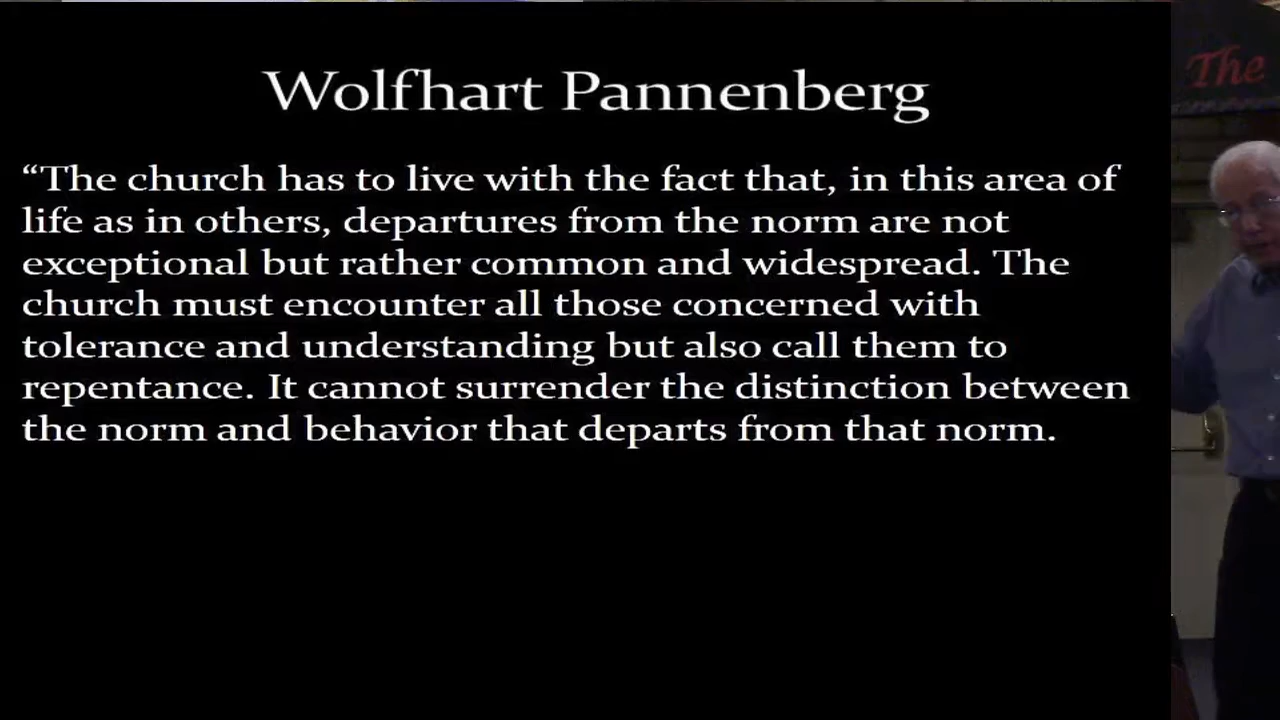 Wolfhart Pannenberg
“The church has to live with the fact that, in this area of
life as in others, departures from the norm are not
exceptional but rather common and widespread. The
church must encounter all those concerned with
tolerance and understanding but also call them to
repentance. It cannot surrender the distinction between
the norm and behavior that departs from that norm.
The